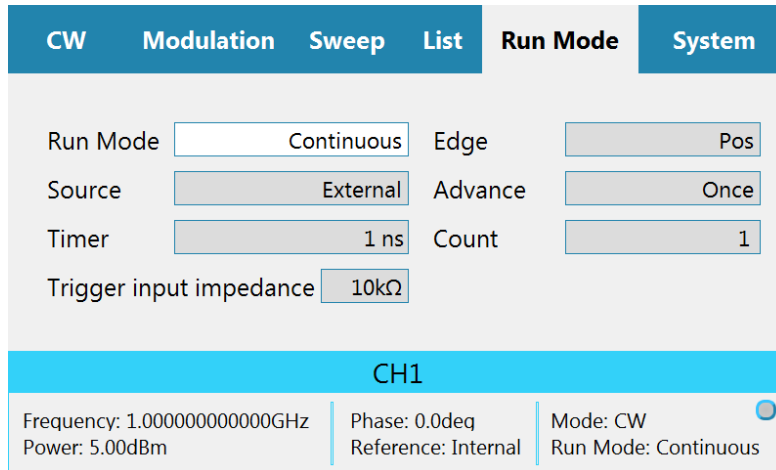 CW Modulation Sweep List Run Mode System
Run Mode Continuous Edge Pos
Source External Advance Once
Timer 1 ns Count 1
Trigger input impedance 10kΩ
CH1
Frequency: 1.000000000000GHz Phase: 0.0deg Mode: CW
Power: 5.00dBm Reference: Internal Run Mode: Continuous